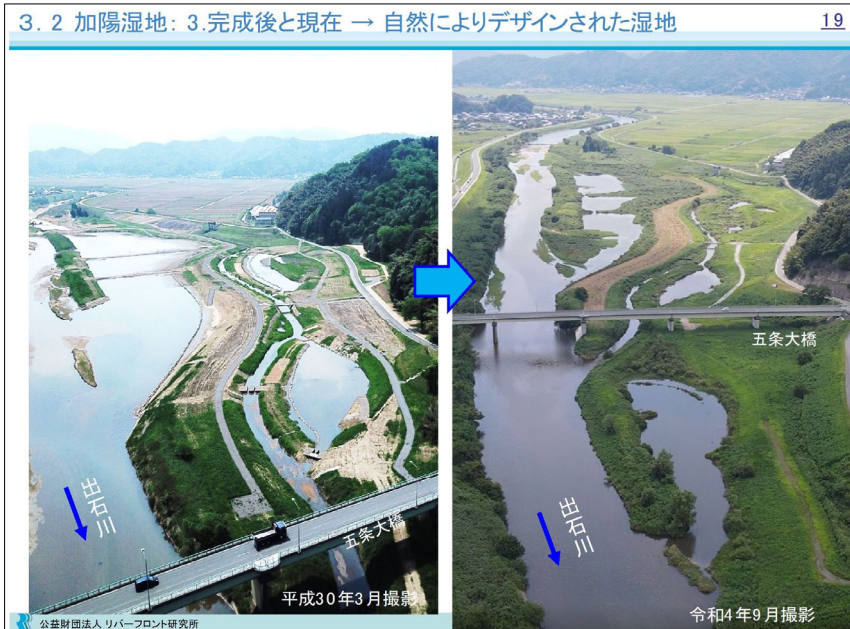 3. 2 加陽湿地: 3.完成後と現在 → 自然によりデザインされた湿地
19
出石川
五条大橋
平成30年3月撮影
五条大橋
出石川
令和4年9月撮影
公益財団法人 リバーフロント研究所